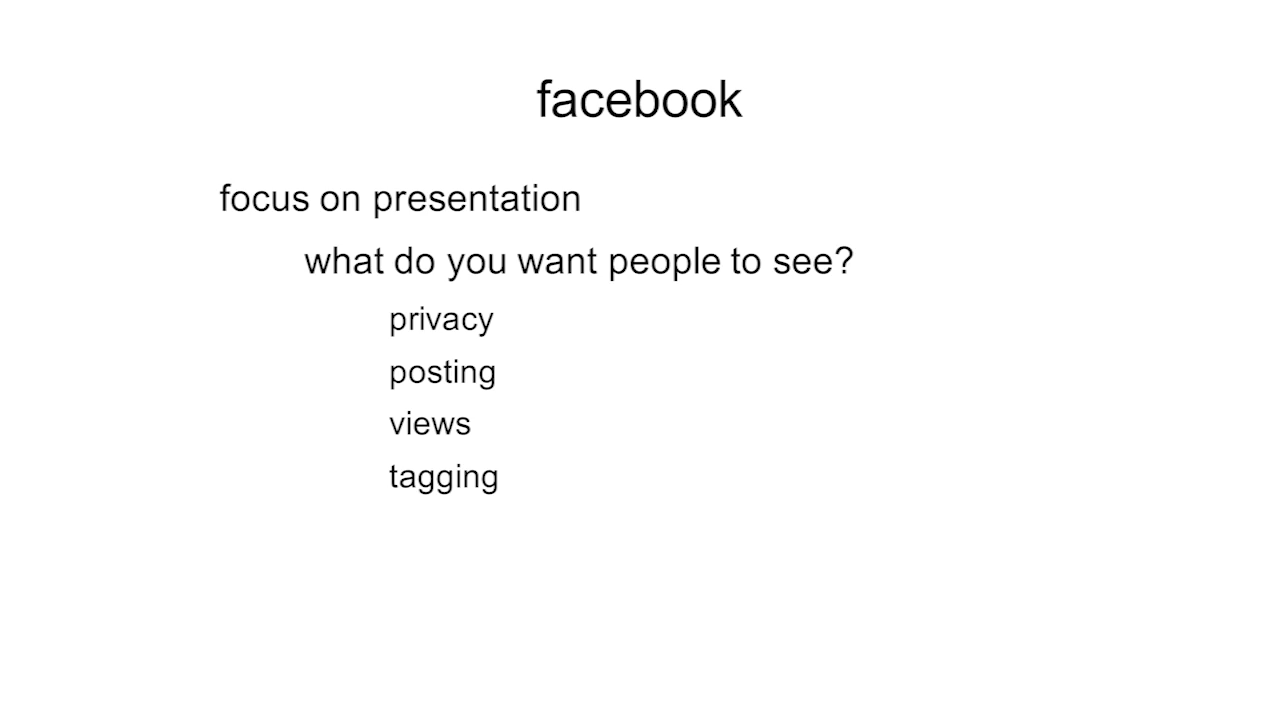 facebook
focus on presentation
what do you want people to see?
privacy
posting
views
tagging